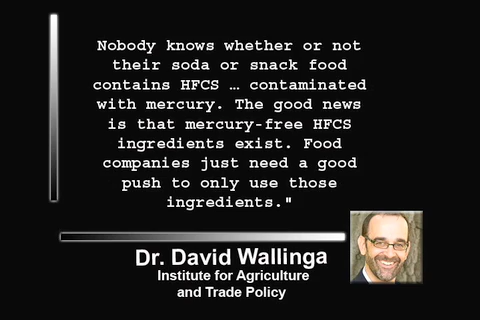 Nobody knows whether or not
their soda or snack food
contains HFCS … contaminated
with mercury. The good news
is that mercury-free HFCS
ingredients exist. Food
companies just need a good
push to only use those
ingredients."
Dr. David Wallinga
Institute for Agriculture
and Trade Policy